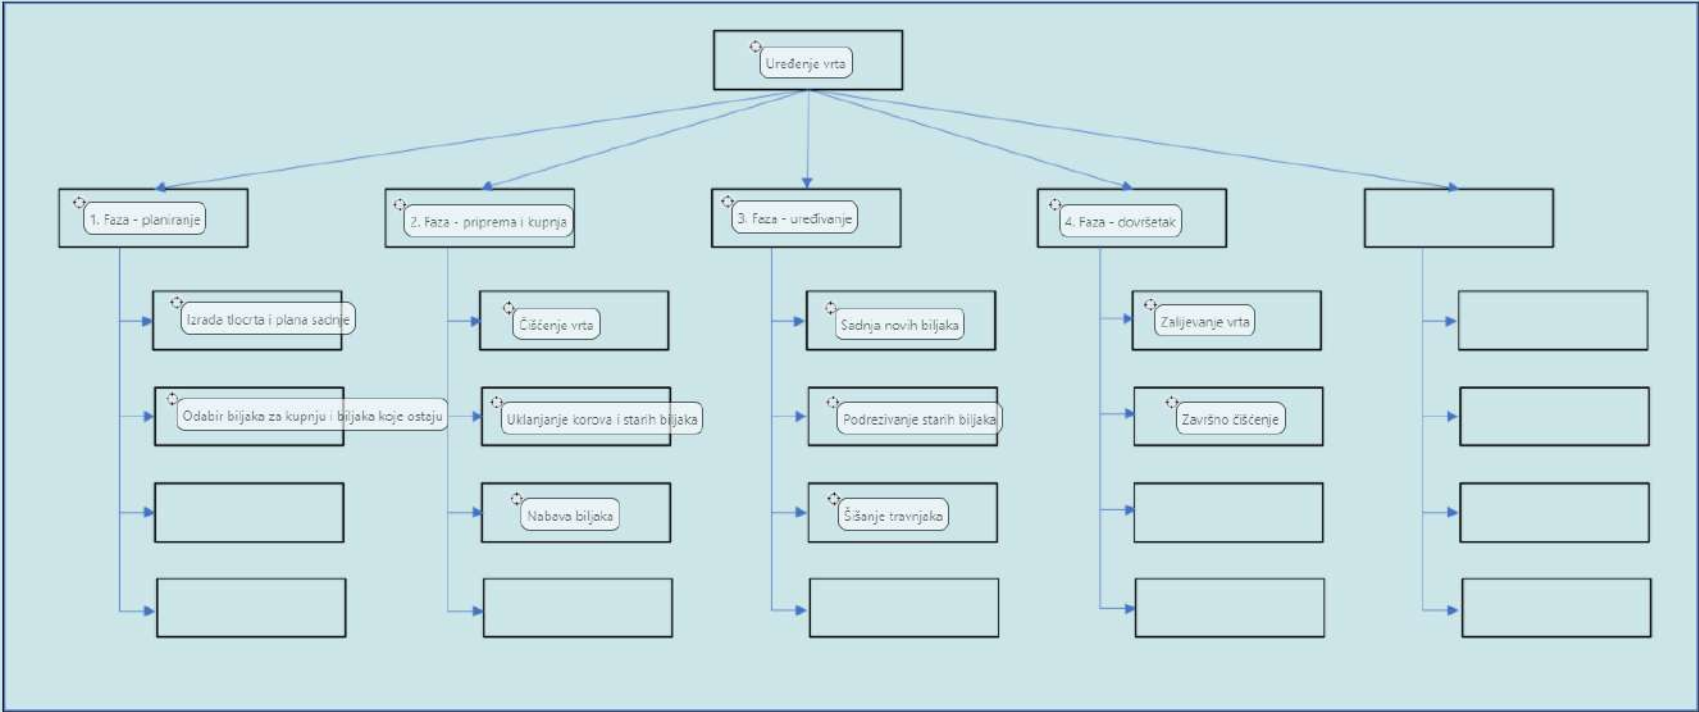 Uređenje vrta
1. Faza - planiranje
2. Faza - priprema i kupnja
3. Faza - uređivanje
4. Faza - dovršetak
Izrada tlocrta i plana sadnje
Čišćenje vrta
Sadnja novih biljaka
Zalijevanje vrta
Odabir biljaka za kupnju i biljaka koje ostaju
Uklanjanje korova i starih biljaka
Podrezivanje starih biljaka
Završno čišćenje
Nabava biljaka
Šišanje travnjaka